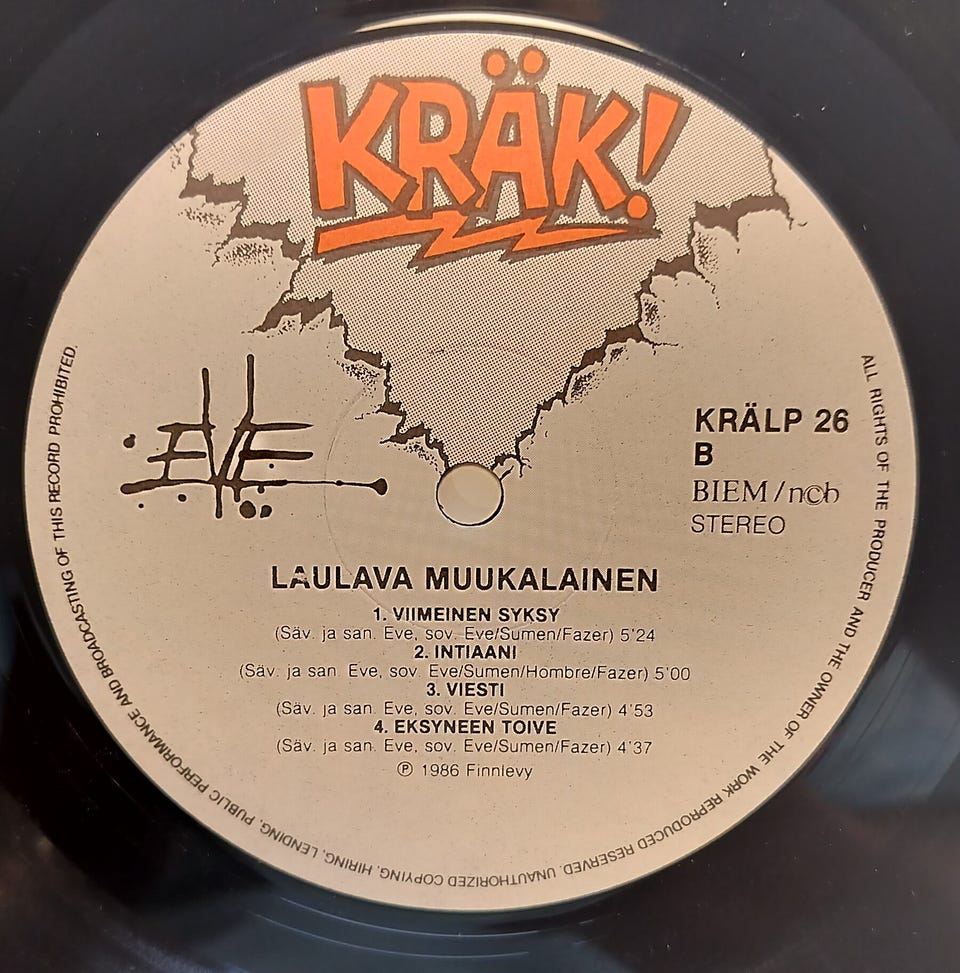 KRÄK!
EVE
KRÄLP 26
B
BIEM/n©b
STEREO
LAULAVA MUUKALAINEN
1. VIIMEINEN SYKSY
(Säv. ja san. Eve, sov. Eve/Sumen/Fazer) 5'24
2. INTIAANI
(Säv. ja san. Eve, sov. Eve/Sumen/Hombre/Fazer) 5'00
3. VIESTI
(Säv. ja san. Eve, sov. Eve/Sumen/Fazer) 4'53
4. EKSYNEEN TOIVE
(Säv. ja san. Eve, sov. Eve/Sumen/Fazer) 4'37
℗ 1986 Finnlevy
ALL RIGHTS OF THE PRODUCER AND THE OWNER OF THE WORK REPRODUCED RESERVED. UNAUTHORIZED COPYING, HIRING, LENDING, PUBLIC PERFORMANCE AND BROADCASTING OF THIS RECORD PROHIBITED.